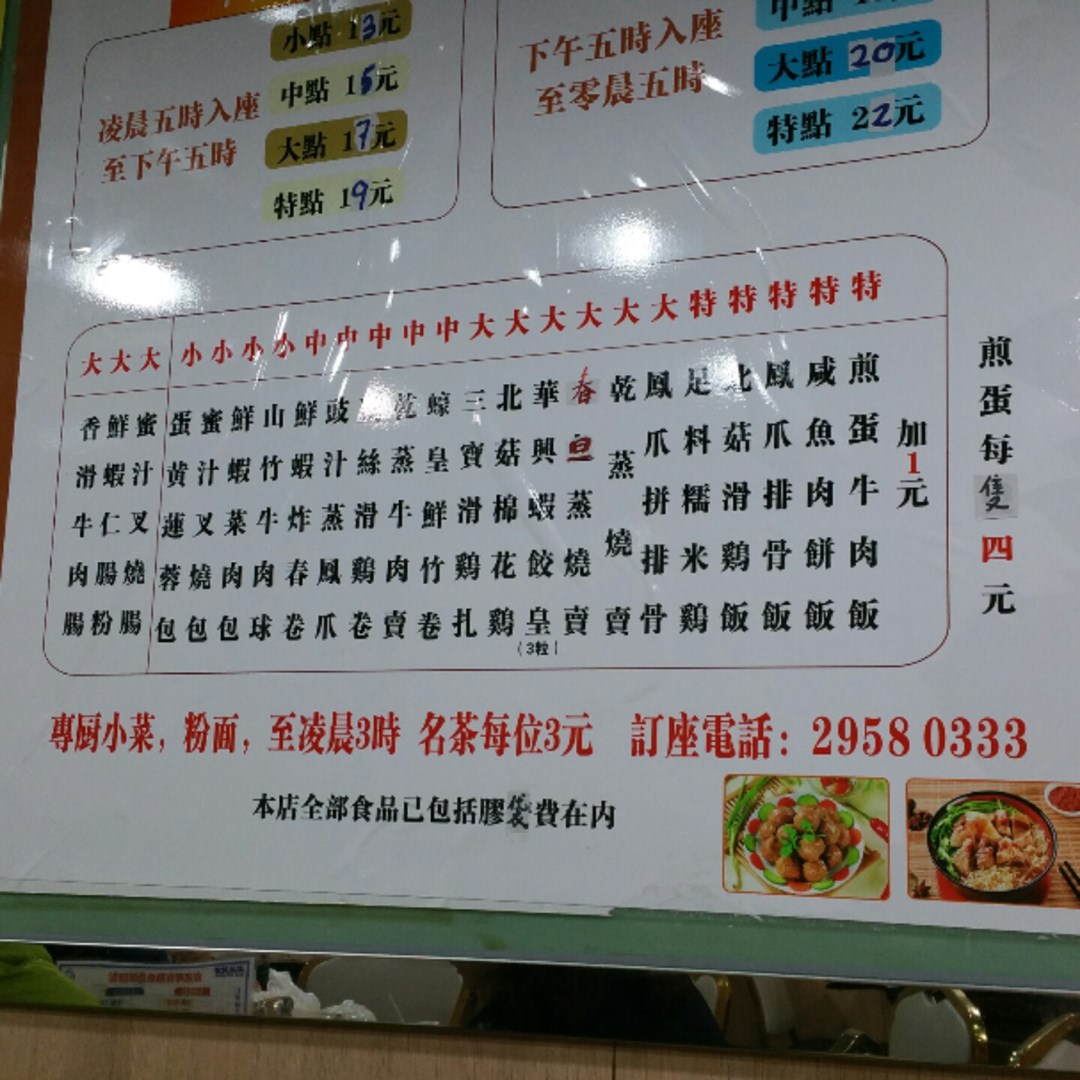 小點 13元
中點 15元
大點 17元
特點 19元
凌晨五時入座
至下午五時
中點
大點 20元
特點 22元
下午五時入座
至零晨五時
大 香滑牛肉腸
大 鮮蝦仁腸粉
大 蜜汁叉燒腸
小 蛋黄蓮蓉包
小 蜜汁叉燒包
小 鮮蝦菜肉包
小 山竹牛肉球
中 鮮蝦炸春卷
中 豉汁蒸鳳爪
中 絲滑鷄卷
中 乾蒸牛肉賣
中 蠔皇鮮竹卷
大 三寶滑鷄扎
大 北菇棉花鷄
大 華興蝦餃皇
(3粒)
大 春旦蒸燒賣
大 乾蒸燒賣
大 鳳爪拼排骨
特 足料糯米鷄
特 北菇滑鷄飯
特 鳳爪排骨飯
特 咸魚肉餅飯
特 煎蛋牛肉飯
加1元
煎蛋每隻四元
專厨小菜, 粉面, 至凌晨3時 名茶每位3元 訂座電話: 2958 0333
本店全部食品已包括膠袋費在内